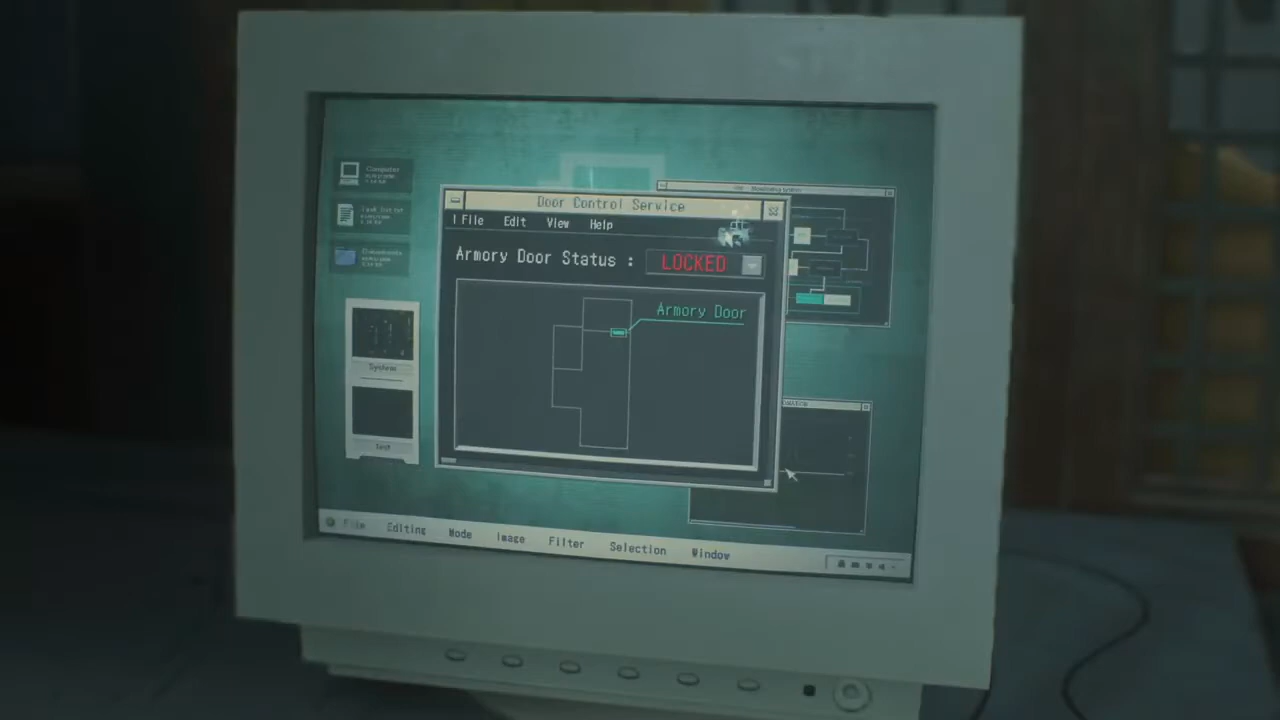 Computer
Door Control Service
File Edit View Help
Armory Door Status : LOCKED
Armory Door
System
Test
File Editing Mode Image Filter Selection Window